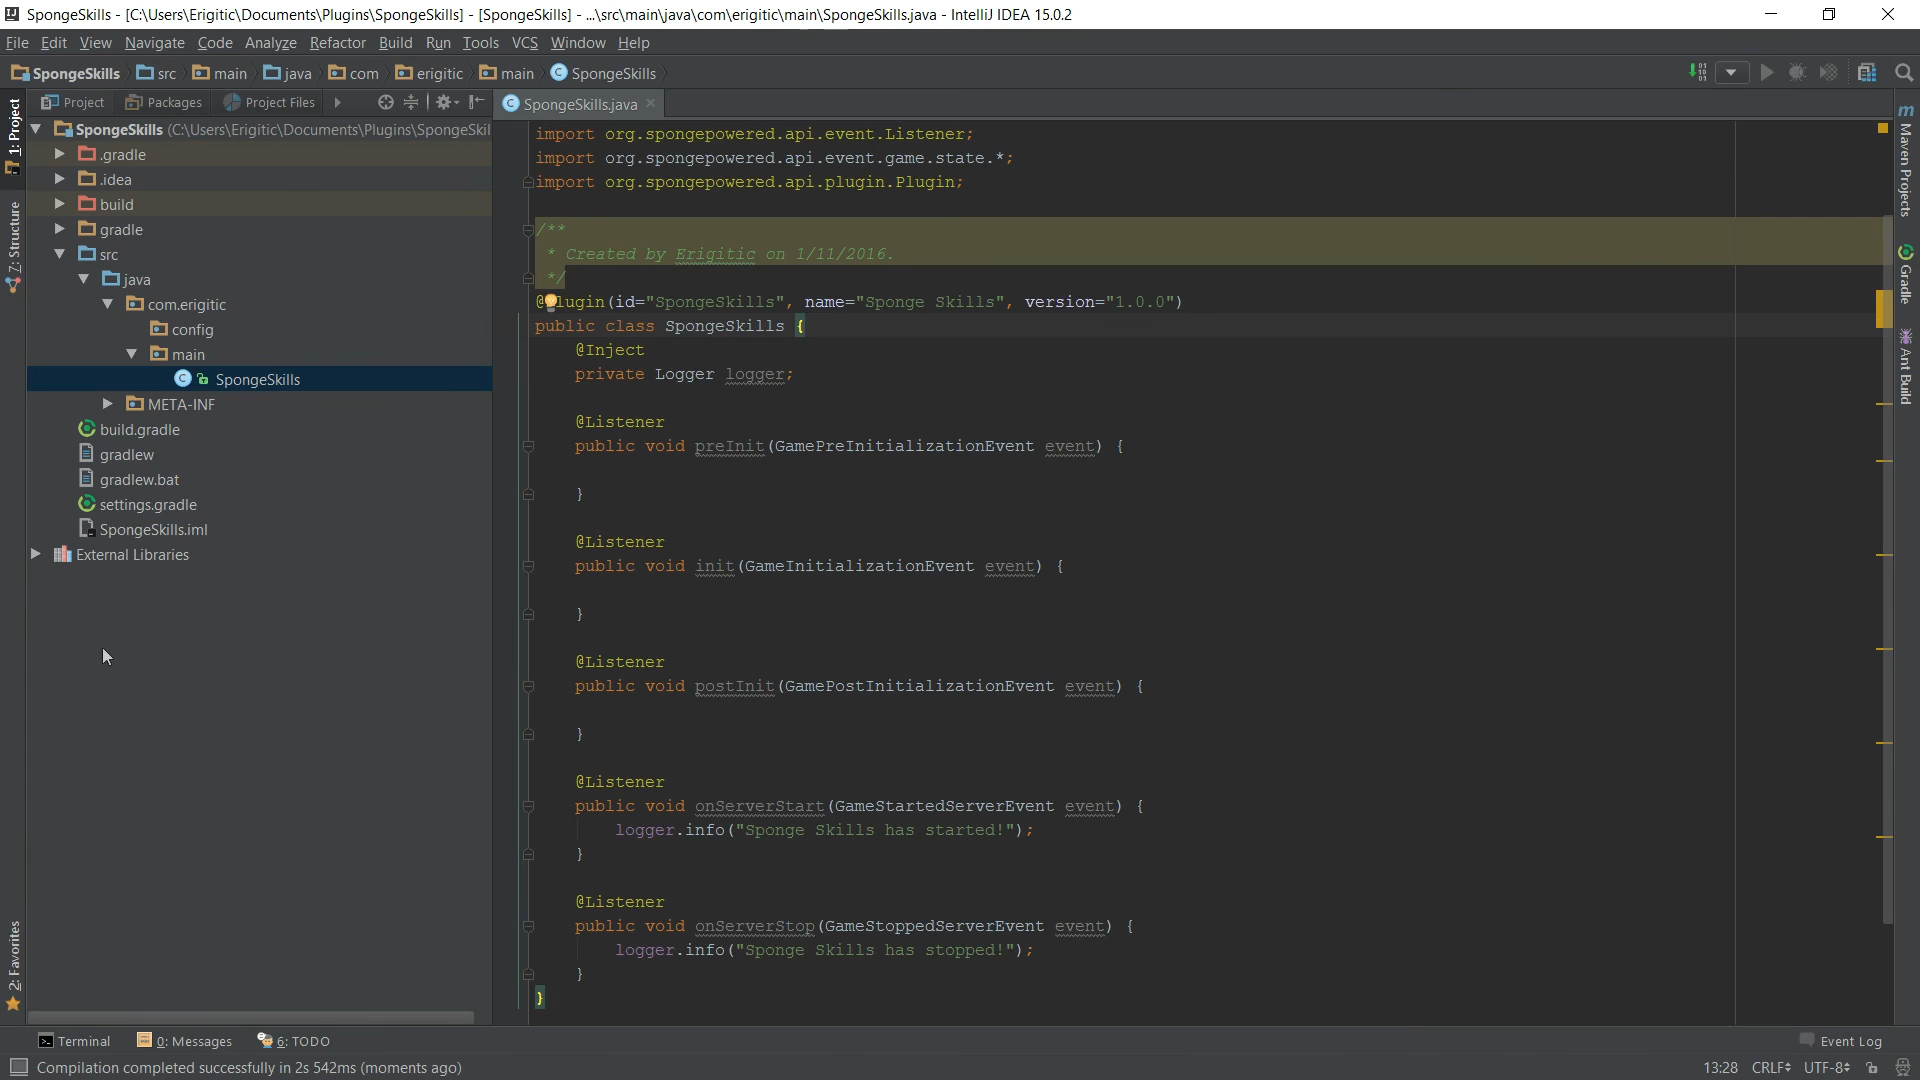 SpongeSkills - [C:\Users\Erigitic\Documents\Plugins\SpongeSkills] - [SpongeSkills] - ...\src\main\java\com\erigitic\main\SpongeSkills.java - IntelliJ IDEA 15.0.2
File Edit View Navigate Code Analyze Refactor Build Run Tools VCS Window Help
SpongeSkills src main java com erigitic main SpongeSkills
Project Packages Project Files
SpongeSkills.java
1: Project
7: Structure
2: Favorites
SpongeSkills (C:\Users\Erigitic\Documents\Plugins\SpongeSkil
.gradle
.idea
build
gradle
src
java
com.erigitic
config
main
SpongeSkills
META-INF
build.gradle
gradlew
gradlew.bat
settings.gradle
SpongeSkills.iml
External Libraries
import org.spongepowered.api.event.Listener;
import org.spongepowered.api.event.game.state.*;
import org.spongepowered.api.plugin.Plugin;
/**
* Created by Erigitic on 1/11/2016.
*/
@Plugin(id="SpongeSkills", name="Sponge Skills", version="1.0.0")
public class SpongeSkills {
@Inject
private Logger logger;
@Listener
public void preInit(GamePreInitializationEvent event) {
}
@Listener
public void init(GameInitializationEvent event) {
}
@Listener
public void postInit(GamePostInitializationEvent event) {
}
@Listener
public void onServerStart(GameStartedServerEvent event) {
logger.info("Sponge Skills has started!");
}
@Listener
public void onServerStop(GameStoppedServerEvent event) {
logger.info("Sponge Skills has stopped!");
}
}
Maven Projects
Gradle
Ant Build
Terminal 0: Messages 6: TODO Event Log
Compilation completed successfully in 2s 542ms (moments ago) 13:28 CRLF UTF-8